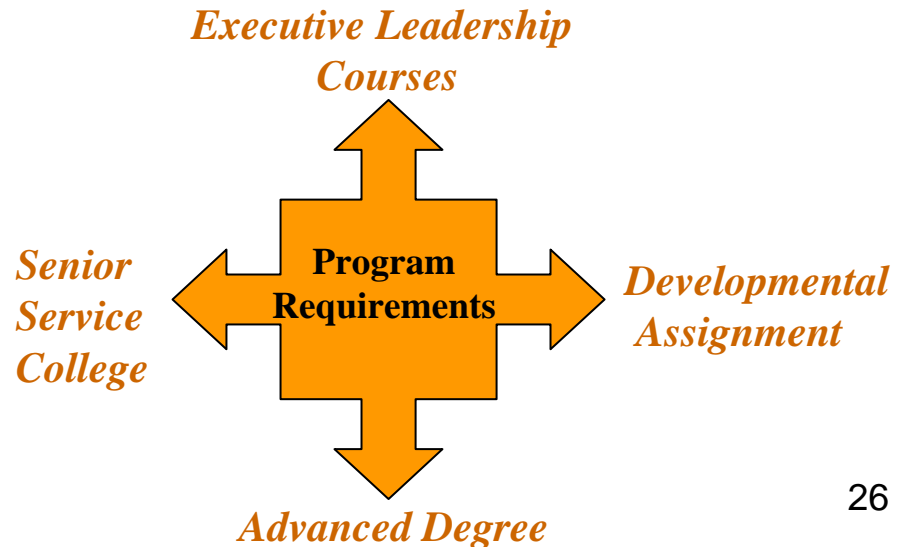 Executive Leadership
Courses
Senior
Service
College
Program
Requirements
Developmental
Assignment
Advanced Degree
26